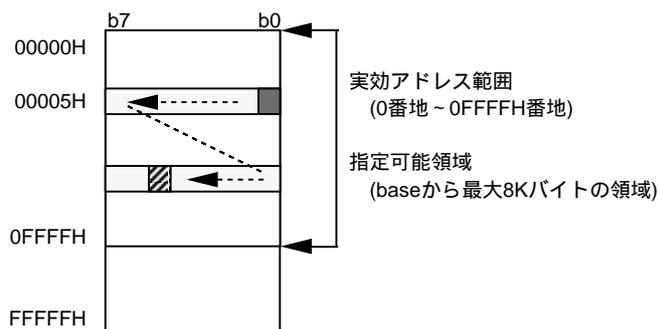 b7 b0
00000H
00005H
実効アドレス範囲
(0番地 ~ 0FFFFH番地)
指定可能領域
(baseから最大8Kバイトの領域)
0FFFFH
FFFFFH